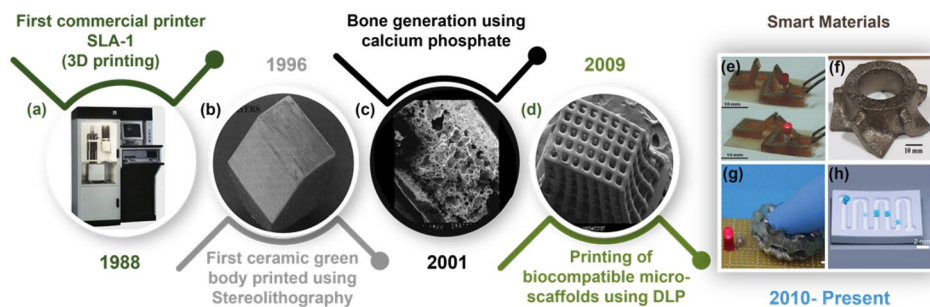 First commercial printer
SLA-1
(3D printing)
(a)
1988
1996
(b)
First ceramic green
body printed using
Stereolithography
Bone generation using
calcium phosphate
(c)
2001
2009
(d)
Printing of
biocompatible micro-
scaffolds using DLP
Smart Materials
(e)
10 mm
10 mm
(f)
10 mm
(g)
(h)
2 mm
2010- Present